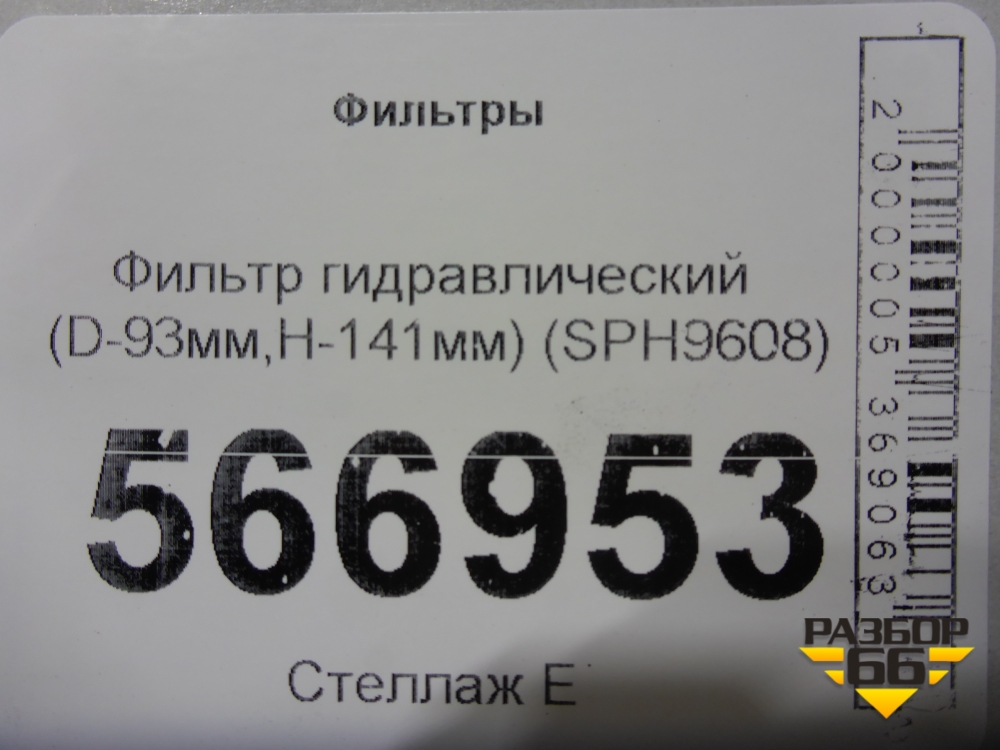 Фильтры
Фильтр гидравлический
(D-93мм,H-141мм) (SPH9608)
566953
Стеллаж Е
2000005369063
РАЗБОР
66